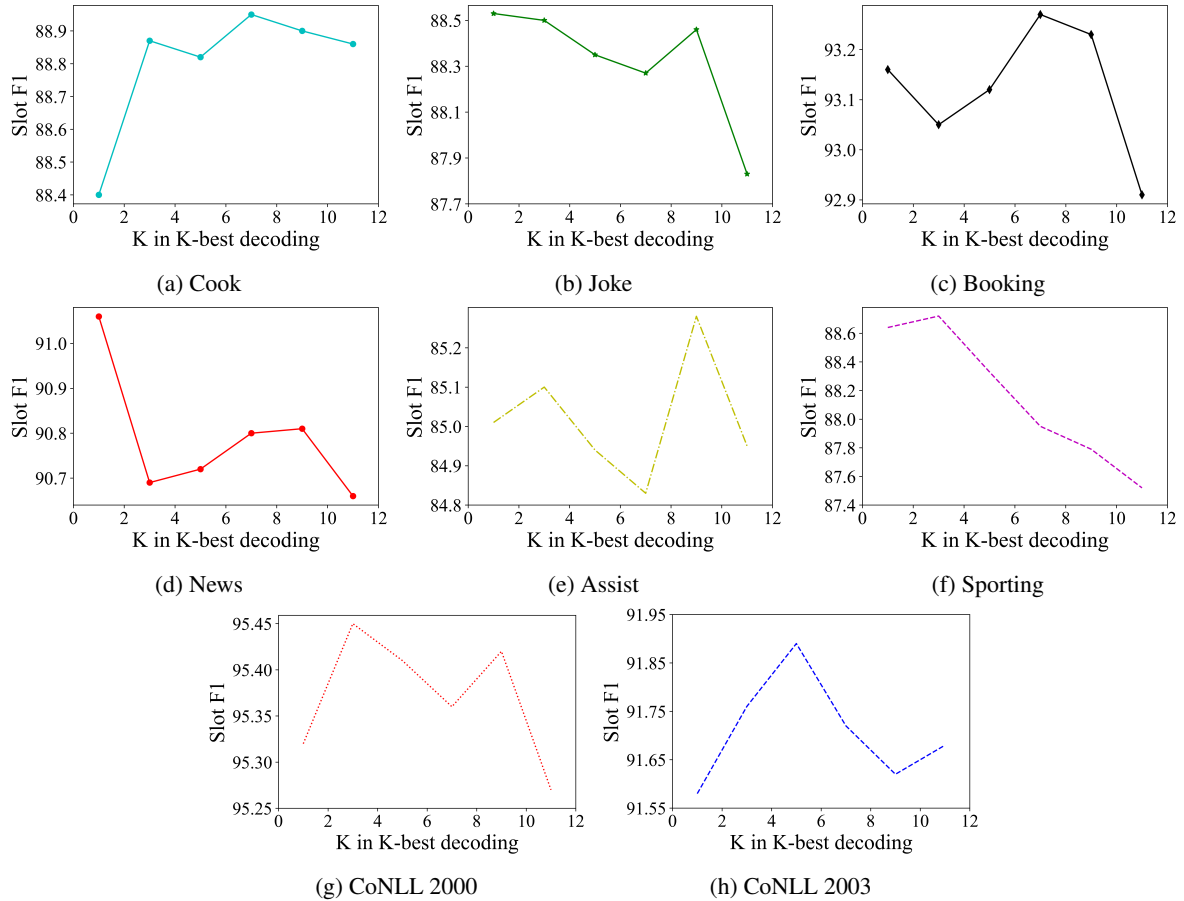 Slot F1
88.9
88.8
88.7
88.6
88.5
88.4
0 2 4 6 8 10 12
K in K-best decoding
(a) Cook
Slot F1
88.5
88.3
88.1
87.9
87.7
0 2 4 6 8 10 12
K in K-best decoding
(b) Joke
Slot F1
93.2
93.1
93.0
92.9
0 2 4 6 8 10 12
K in K-best decoding
(c) Booking
Slot F1
91.0
90.9
90.8
90.7
0 2 4 6 8 10 12
K in K-best decoding
(d) News
Slot F1
85.2
85.1
85.0
84.9
84.8
0 2 4 6 8 10 12
K in K-best decoding
(e) Assist
Slot F1
88.6
88.4
88.2
88.0
87.8
87.6
87.4
0 2 4 6 8 10 12
K in K-best decoding
(f) Sporting
Slot F1
95.45
95.40
95.35
95.30
95.25
0 2 4 6 8 10 12
K in K-best decoding
(g) CoNLL 2000
Slot F1
91.95
91.85
91.75
91.65
91.55
0 2 4 6 8 10 12
K in K-best decoding
(h) CoNLL 2003